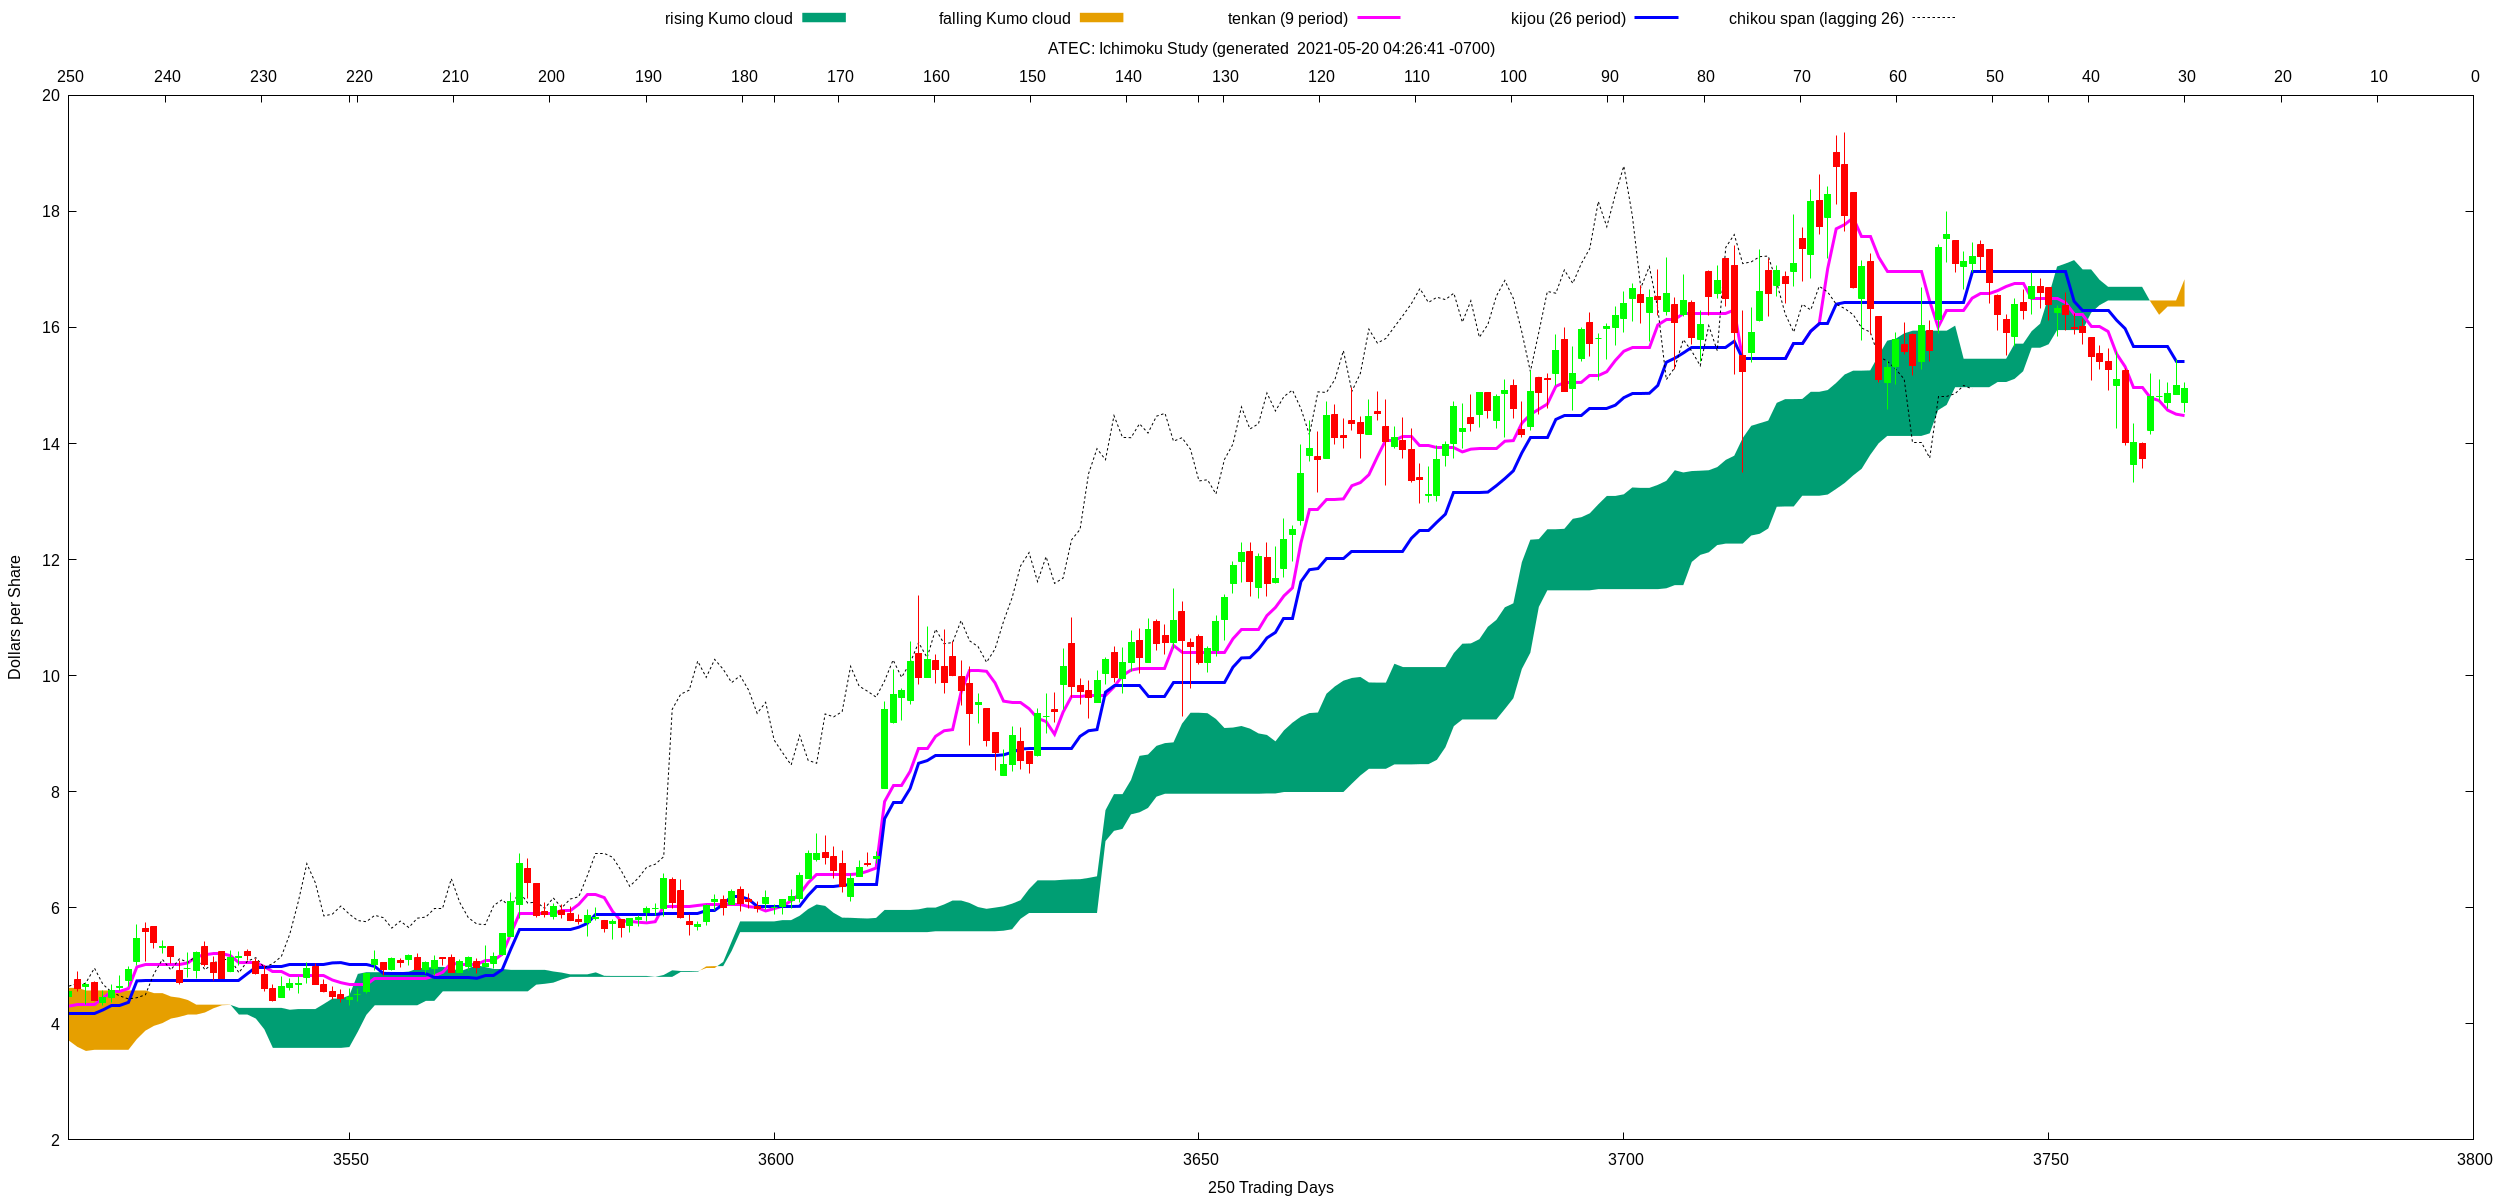 rising Kumo cloud falling Kumo cloud tenkan (9 period) kijou (26 period) chikou span (lagging 26)
ATEC: Ichimoku Study (generated  2021-05-20 04:26:41 -0700)
250 240 230 220 210 200 190 180 170 160 150 140 130 120 110 100 90 80 70 60 50 40 30 20 10 0
20
18
16
14
12
10
8
6
4
2
Dollars per Share
3550 3600 3650 3700 3750 3800
250 Trading Days